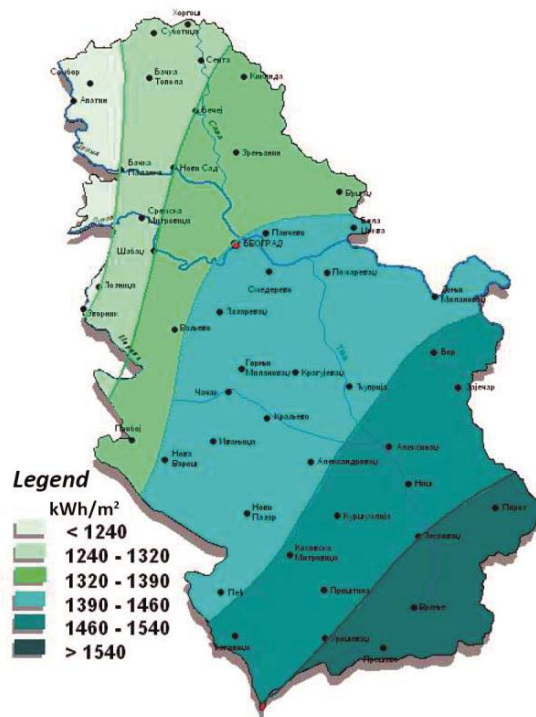 Хоргош
Суботица
Сента
Сомбор
Бачка
Топола
Кикинда
Апатин
Бечеј
Зрењанин
Бачка
Паланка
Нови Сад
Сремска
Митровица
Панчево
Бела
Црква
БЕОГРАД
Шабац
Смедерево
Пожаревац
Лозница
Зворник
Доњи
Милановац
Лазаревац
Ваљево
Бор
Горњи
Милановац
Крагујевац
Ћуприја
Зајечар
Чачак
Краљево
Прибој
Ивањица
Алексинац
Нова
Варош
Александровац
Ниш
Legend
kWh/m²
< 1240
1240 - 1320
1320 - 1390
1390 - 1460
1460 - 1540
> 1540
Нови
Пазар
Куршумлија
Пирот
Лесковац
Косовска
Митровица
Пећ
Приштина
Врање
Урошевац
Прешево